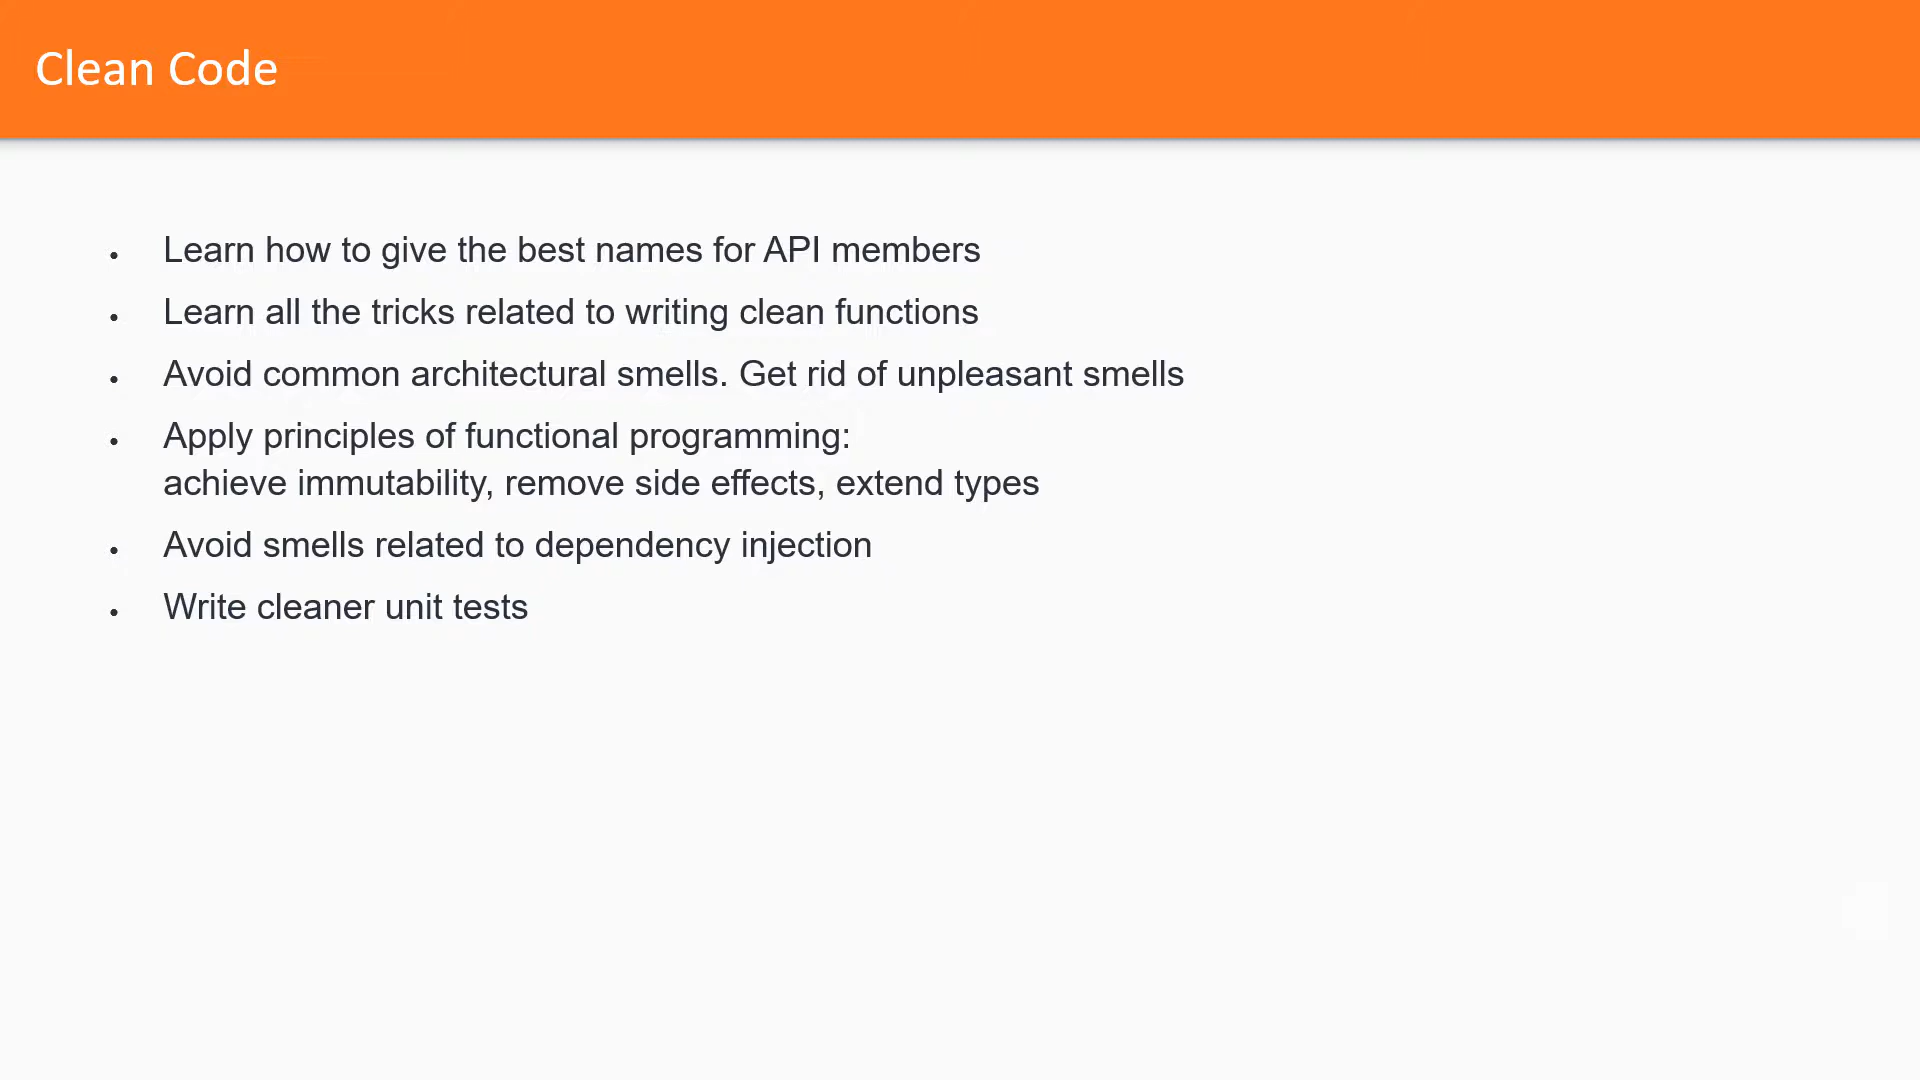 Clean Code
• Learn how to give the best names for API members
• Learn all the tricks related to writing clean functions
• Avoid common architectural smells. Get rid of unpleasant smells
• Apply principles of functional programming:
achieve immutability, remove side effects, extend types
• Avoid smells related to dependency injection
• Write cleaner unit tests